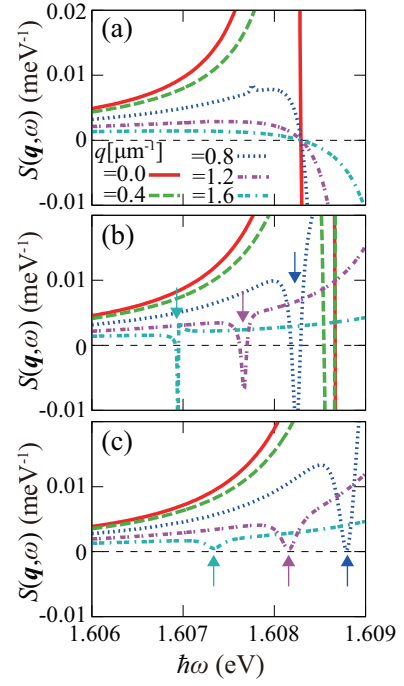 (a)
0.02
0.01
0
-0.01
S(q,ω) (meV⁻¹)
q[μm⁻¹]
=0.0
=0.4
=0.8
=1.2
=1.6
(b)
0.01
0
-0.01
S(q,ω) (meV⁻¹)
(c)
0.01
0
-0.01
S(q,ω) (meV⁻¹)
1.606 1.607 1.608 1.609
ħω (eV)